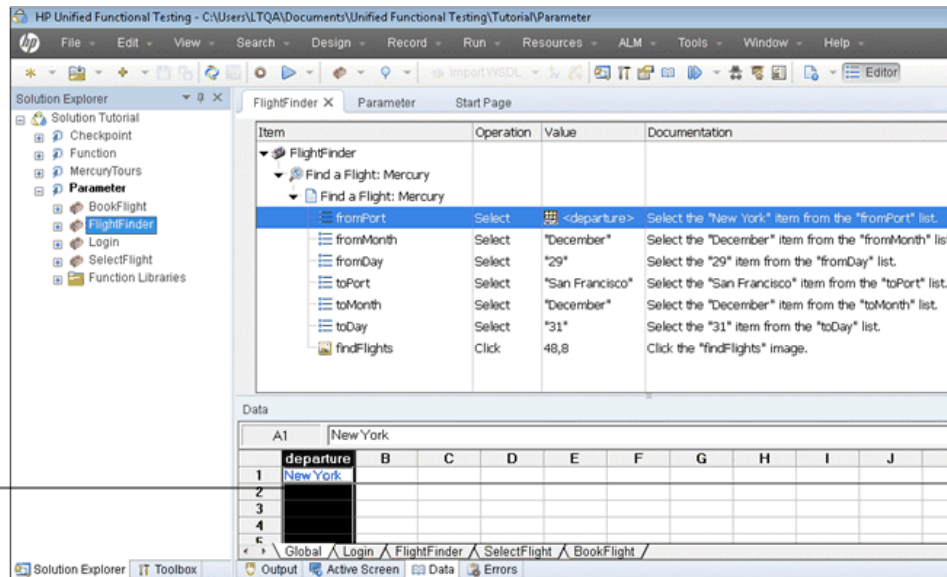 HP Unified Functional Testing - C:\Users\LTQA\Documents\Unified Functional Testing\Tutorial\Parameter
hp File Edit View Search Design Record Run Resources ALM Tools Window Help
Import WSDL Editor
Solution Explorer
Solution Tutorial
Checkpoint
Function
MercuryTours
Parameter
BookFlight
FlightFinder
Login
SelectFlight
Function Libraries
FlightFinder X Parameter Start Page
Item Operation Value Documentation
FlightFinder
Find a Flight: Mercury
Find a Flight: Mercury
fromPort Select <departure> Select the "New York" item from the "fromPort" list.
fromMonth Select "December" Select the "December" item from the "fromMonth" lis
fromDay Select "29" Select the "29" item from the "fromDay" list.
toPort Select "San Francisco" Select the "San Francisco" item from the "toPort" list.
toMonth Select "December" Select the "December" item from the "toMonth" list.
toDay Select "31" Select the "31" item from the "toDay" list.
findFlights Click 48,8 Click the "findFlights" image.
Data
A1 New York
departure B C D E F G H I J
1 New York
2
3
4
5
Global Login FlightFinder SelectFlight BookFlight
Solution Explorer Toolbox Output Active Screen Data Errors